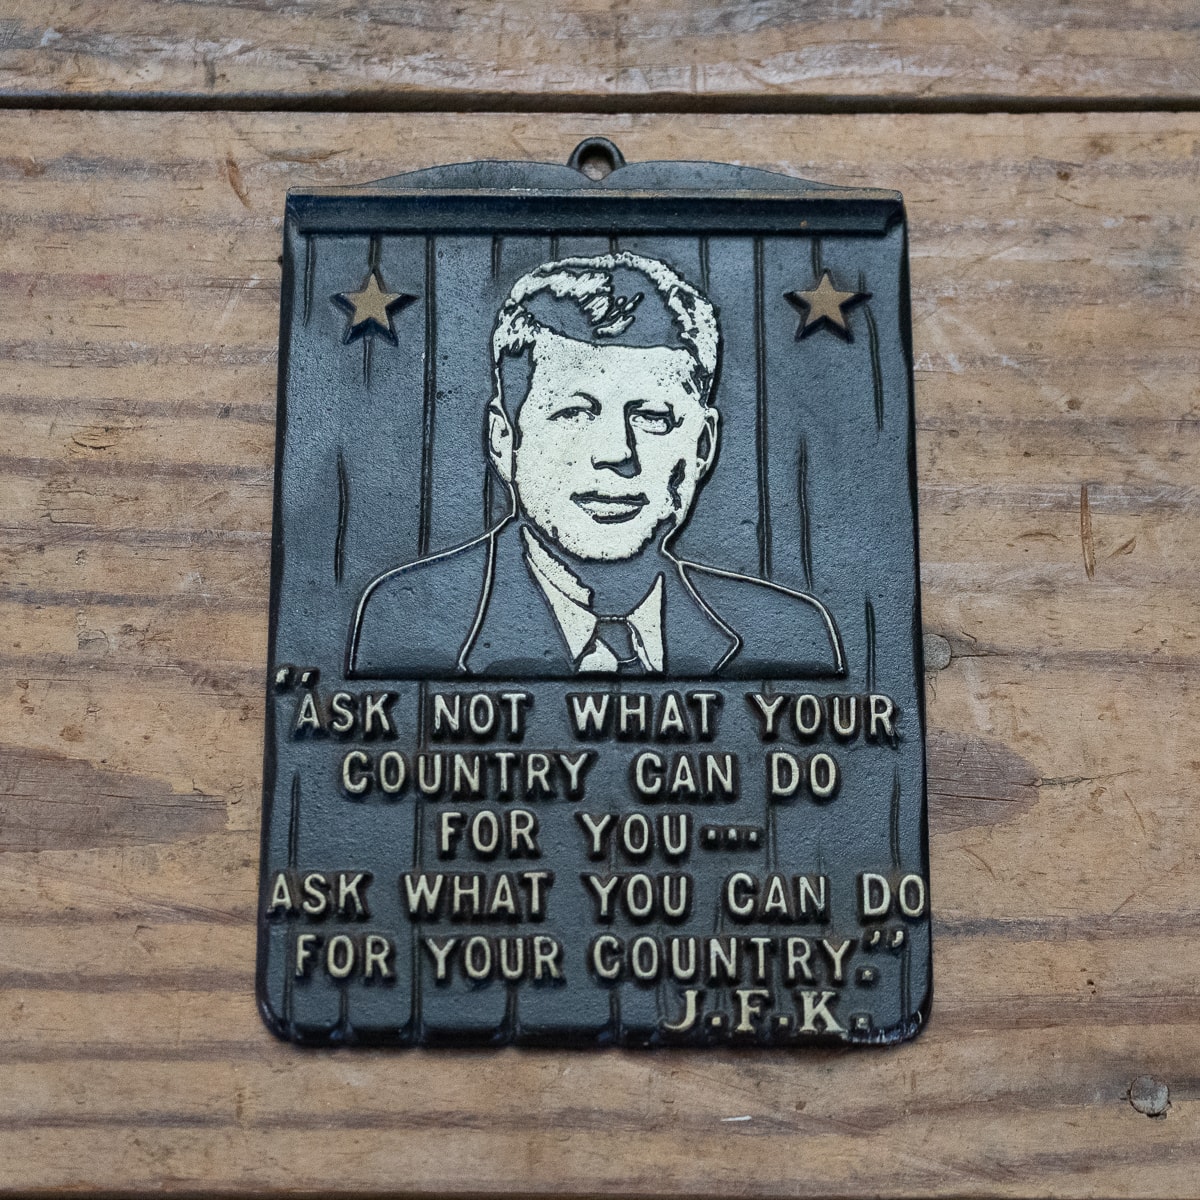 "ASK NOT WHAT YOUR
COUNTRY CAN DO
FOR YOU---
ASK WHAT YOU CAN DO
FOR YOUR COUNTRY."
J.F.K.